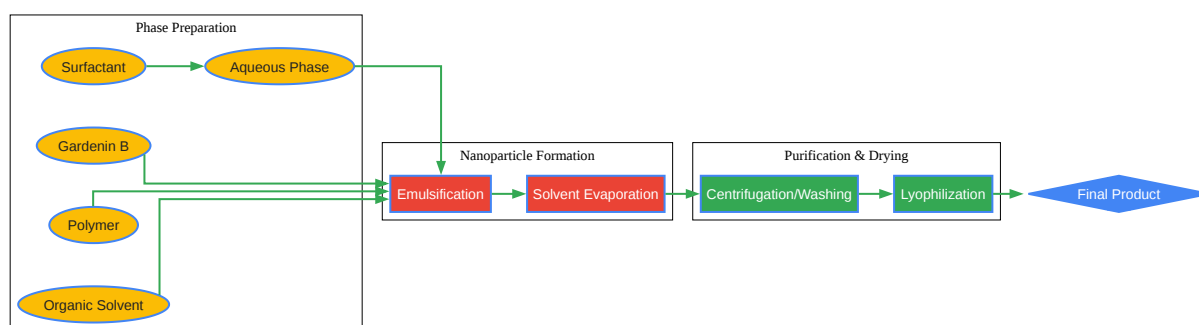 Phase Preparation
Surfactant
Aqueous Phase
Gardenin B
Polymer
Organic Solvent
Nanoparticle Formation
Emulsification
Solvent Evaporation
Purification & Drying
Centrifugation/Washing
Lyophilization
Final Product